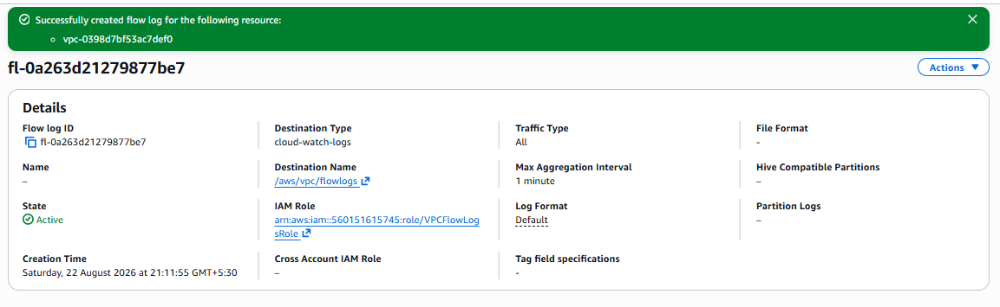 Successfully created flow log for the following resource:
vpc-0398d7bf53ac7def0
fl-0a263d21279877be7
Actions
Details
Flow log ID
fl-0a263d21279877be7
Destination Type
cloud-watch-logs
Traffic Type
All
File Format
-
Name
–
Destination Name
/aws/vpc/flowlogs
Max Aggregation Interval
1 minute
Hive Compatible Partitions
–
State
Active
IAM Role
arn:aws:iam::560151615745:role/VPCFlowLog
sRole
Log Format
Default
Partition Logs
–
Creation Time
Saturday, 22 August 2026 at 21:11:55 GMT+5:30
Cross Account IAM Role
–
Tag field specifications
-